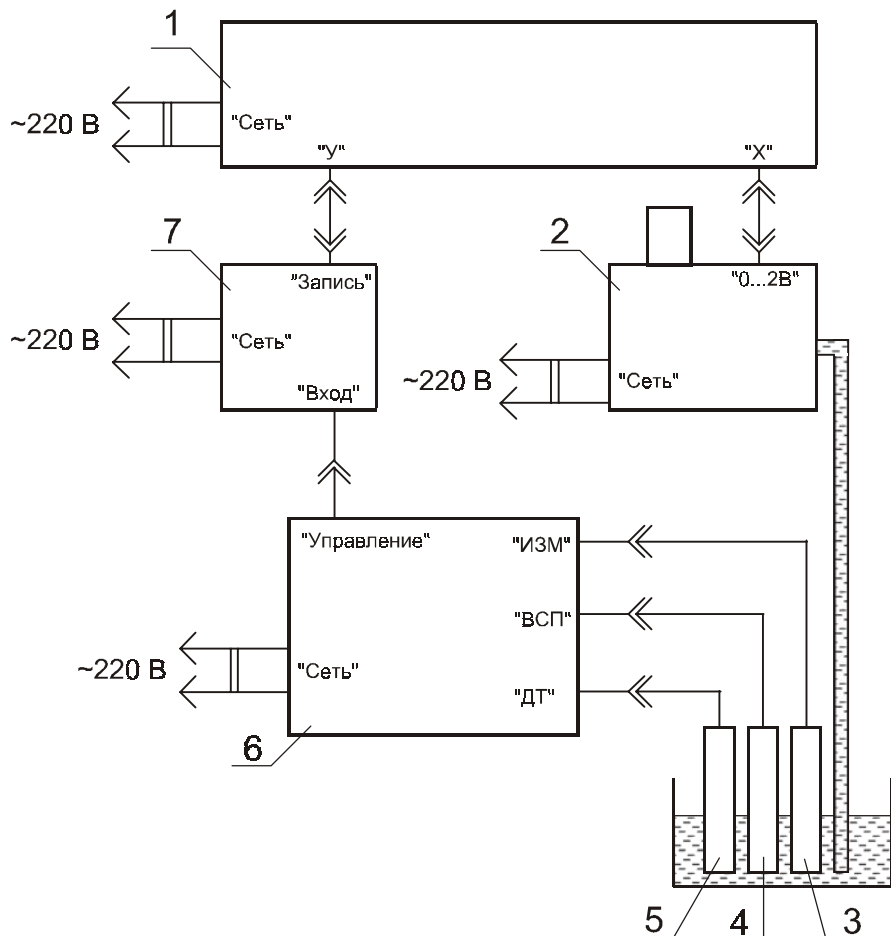 1
~220 В
"Сеть"
"У"
"Х"
7
2
"Запись"
"0...2В"
~220 В
"Сеть"
~220 В
"Сеть"
"Вход"
"Управление"
"ИЗМ"
"ВСП"
~220 В
"Сеть"
"ДТ"
6
5
4
3